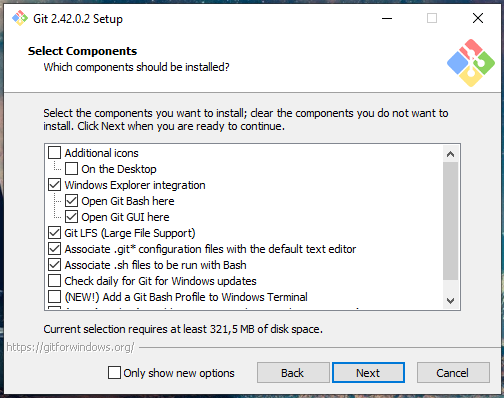 Git 2.42.0.2 Setup
Select Components
Which components should be installed?
Select the components you want to install; clear the components you do not want to
install. Click Next when you are ready to continue.
Additional icons
On the Desktop
Windows Explorer integration
Open Git Bash here
Open Git GUI here
Git LFS (Large File Support)
Associate .git* configuration files with the default text editor
Associate .sh files to be run with Bash
Check daily for Git for Windows updates
(NEW!) Add a Git Bash Profile to Windows Terminal
Current selection requires at least 321,5 MB of disk space.
https://gitforwindows.org/
Only show new options
Back
Next
Cancel